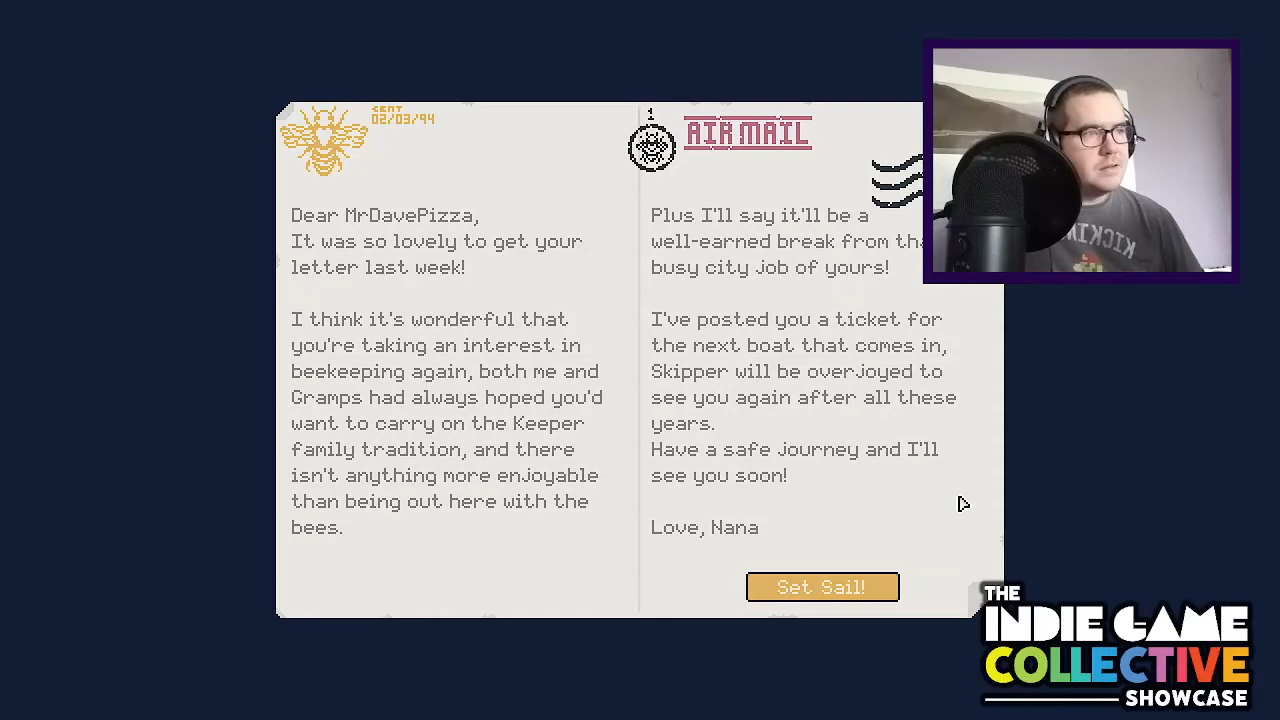 SENT
02/03/94
1
AIR MAIL
Dear MrDavePizza,
It was so lovely to get your
letter last week!
I think it's wonderful that
you're taking an interest in
beekeeping again, both me and
Gramps had always hoped you'd
want to carry on the Keeper
family tradition, and there
isn't anything more enjoyable
than being out here with the
bees.
Plus I'll say it'll be a
well-earned break from
busy city Job of yours!
I've posted you a ticket for
the next boat that comes in,
Skipper will be overJoyed to
see you again after all these
years.
Have a safe Journey and I'll
see you soon!
Love, Nana
Set Sail!
THE
INDIE GAME
COLLECTIVE
SHOWCASE